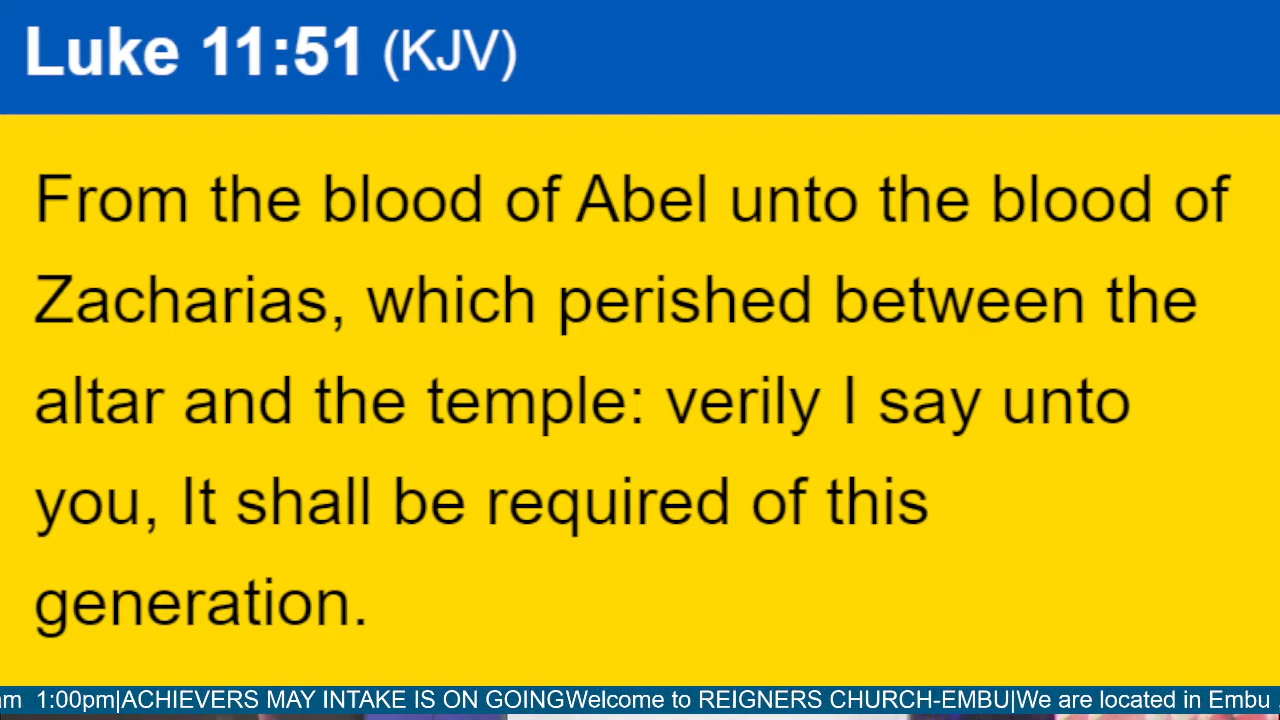 Luke 11:51 (KJV)
From the blood of Abel unto the blood of
Zacharias, which perished between the
altar and the temple: verily I say unto
you, It shall be required of this
generation.
1:00pm|ACHIEVERS MAY INTAKE IS ON GOINGWelcome to REIGNERS CHURCH-EMBU|We are located in Embu